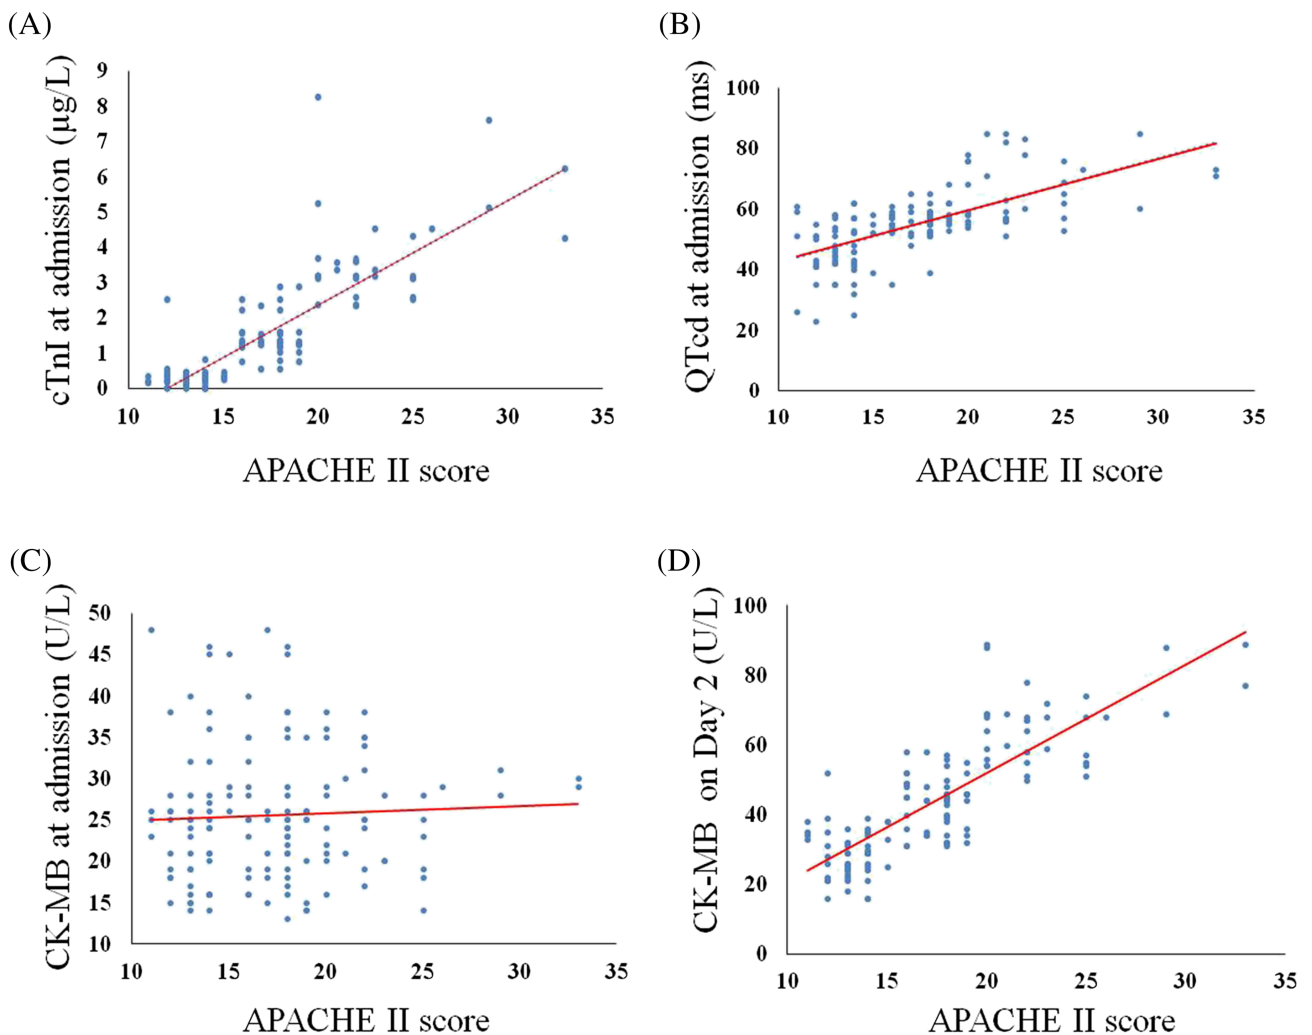 (A)
cTnI at admission (μg/L)
9
8
7
6
5
4
3
2
1
0
10 15 20 25 30 35
APACHE II score
(B)
QTcd at admission (ms)
100
80
60
40
20
0
10 15 20 25 30 35
APACHE II score
(C)
CK-MB at admission (U/L)
50
45
40
35
30
25
20
15
10
10 15 20 25 30 35
APACHE II score
(D)
CK-MB on Day 2 (U/L)
100
80
60
40
20
0
10 15 20 25 30 35
APACHE II score